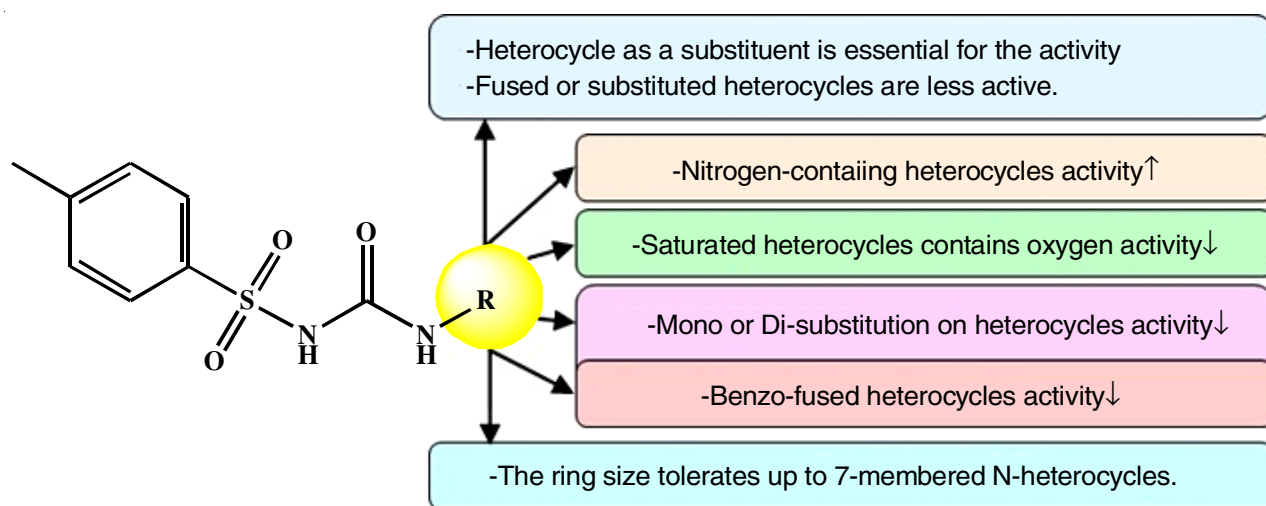 -Heterocycle as a substituent is essential for the activity
-Fused or substituted heterocycles are less active.
-Nitrogen-contaiing heterocycles activity↑
-Saturated heterocycles contains oxygen activity↓
-Mono or Di-substitution on heterocycles activity↓
-Benzo-fused heterocycles activity↓
-The ring size tolerates up to 7-membered N-heterocycles.
O
O
S
O
N
H
N
H
R